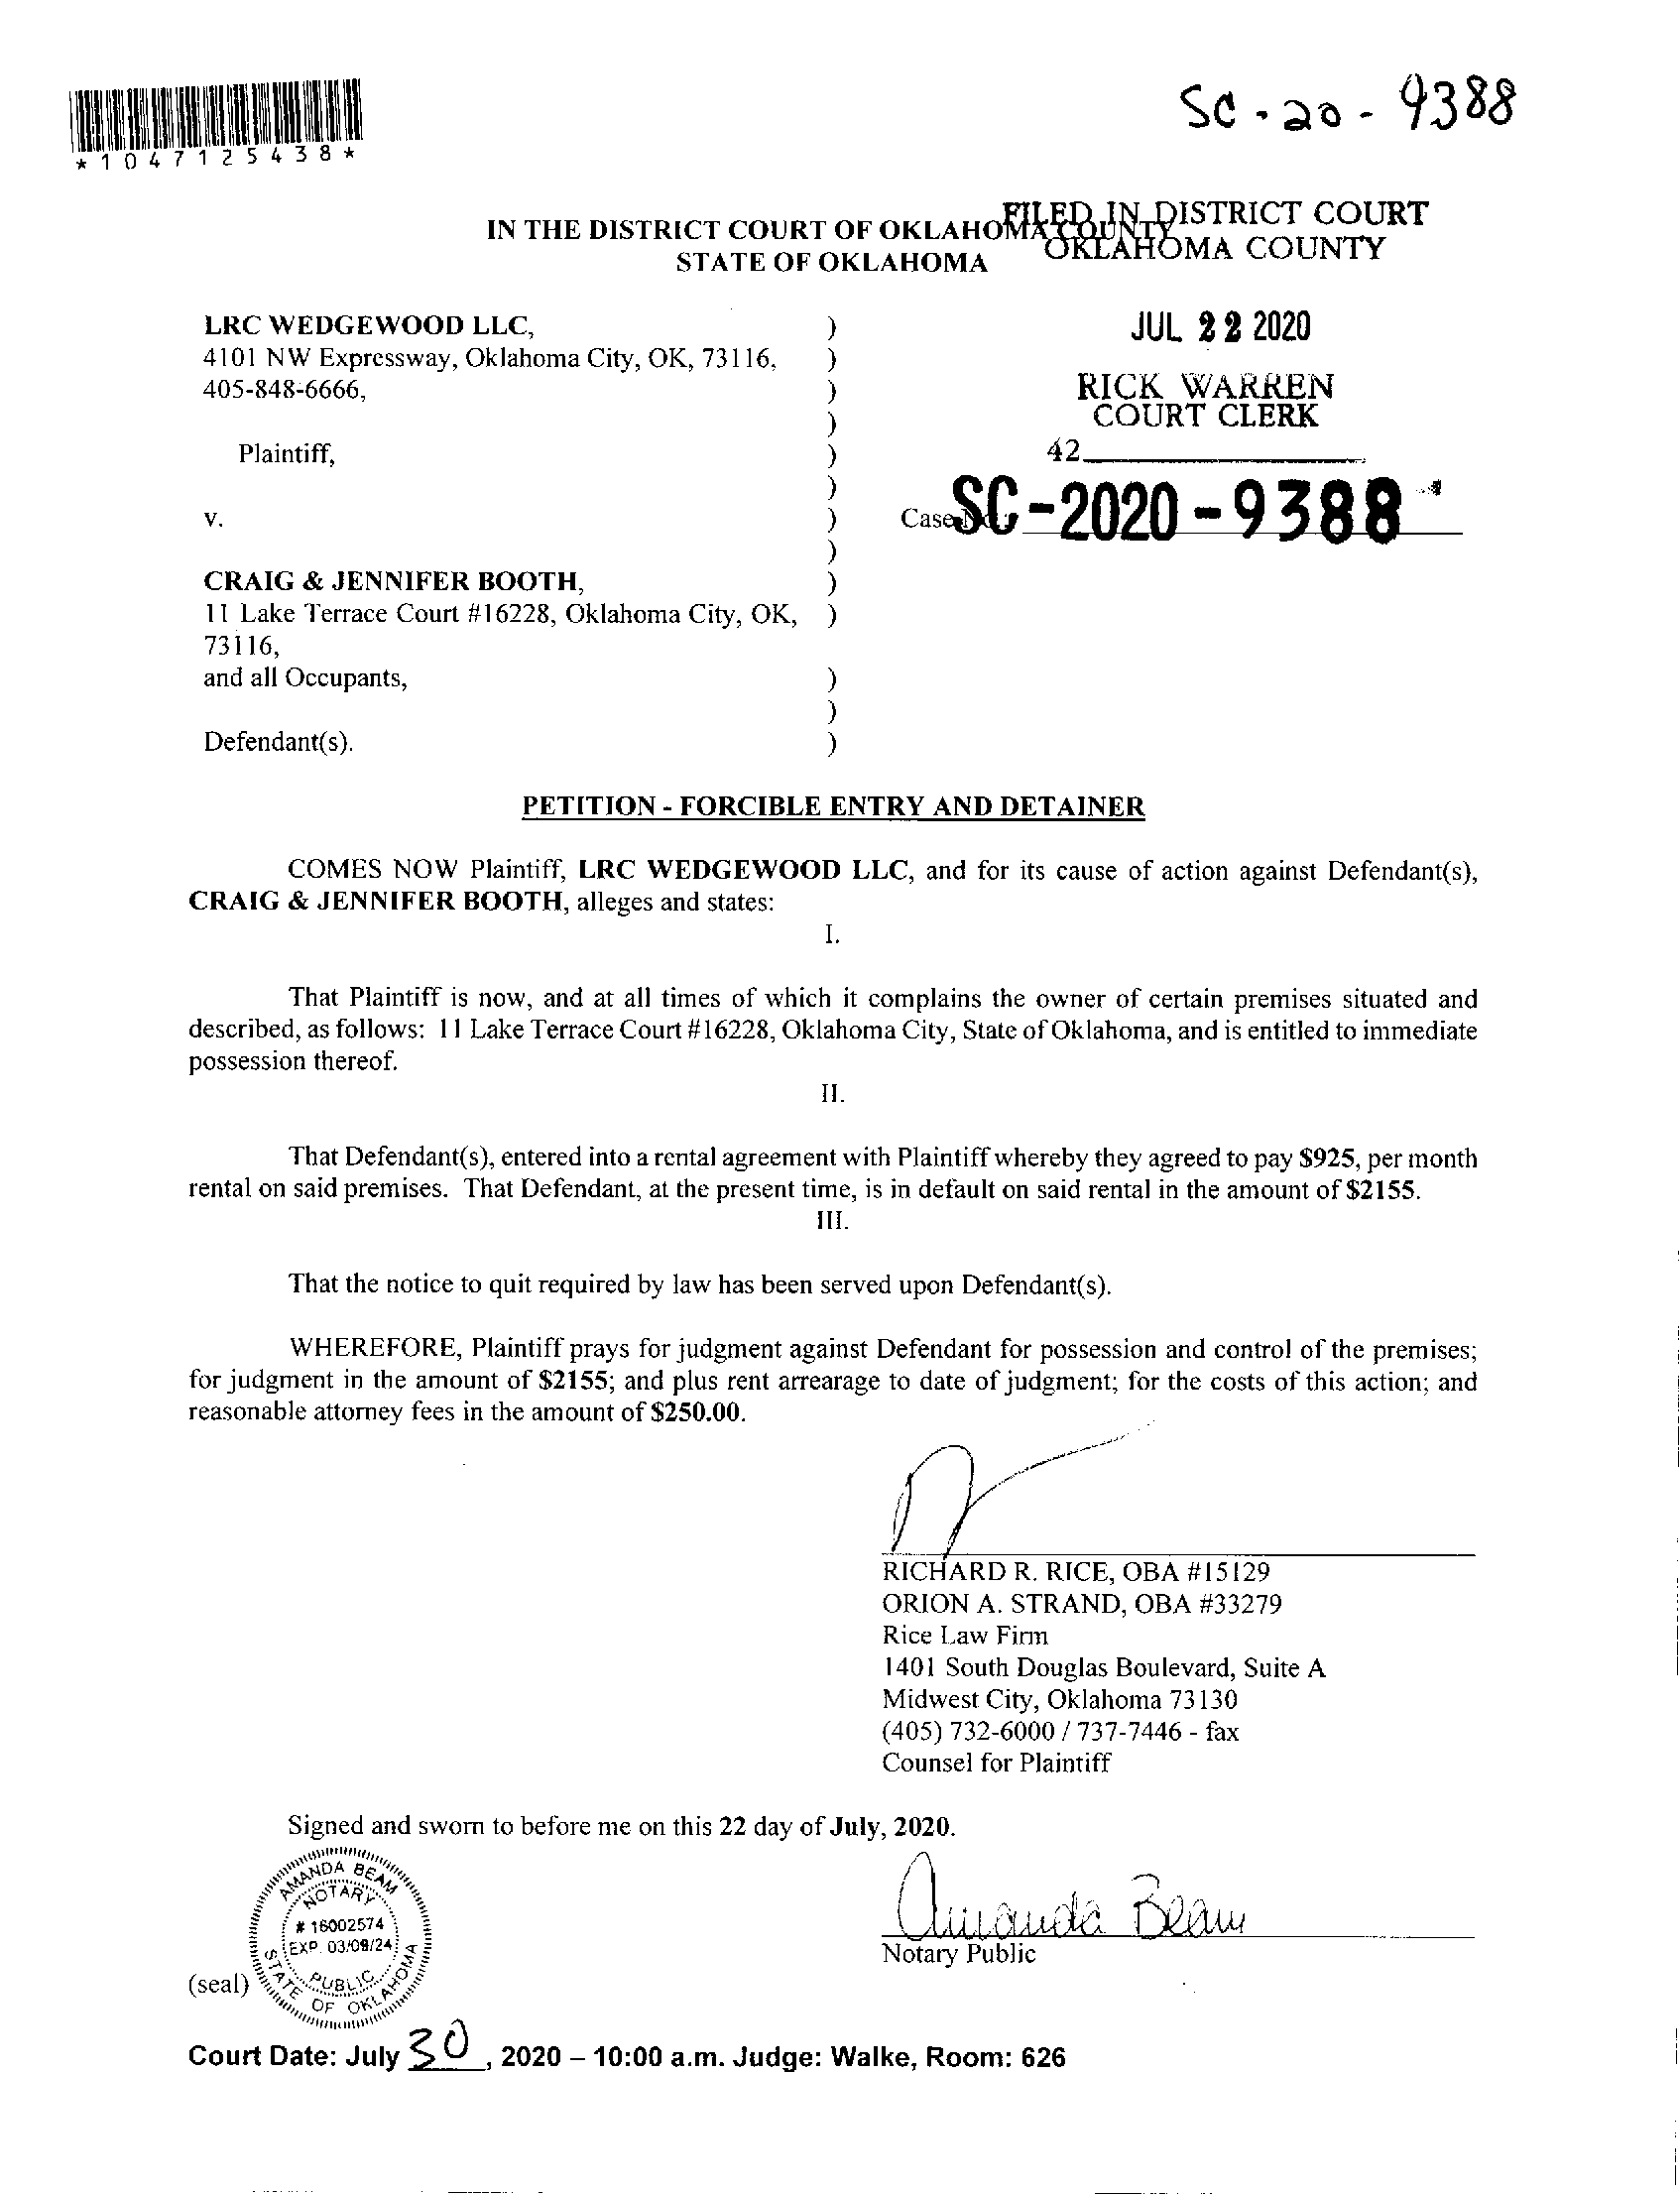 SC - 20 - 9388
*1047125438*
IN THE DISTRICT COURT OF OKLAHOMA COUNTY
STATE OF OKLAHOMA
FILED IN DISTRICT COURT
OKLAHOMA COUNTY
JUL 22 2020
RICK WARREN
COURT CLERK
42
LRC WEDGEWOOD LLC, )
4101 NW Expressway, Oklahoma City, OK, 73116, )
405-848-6666, )
)
Plaintiff, )
)
v. ) Case No. SC-2020-9388
)
CRAIG & JENNIFER BOOTH, )
11 Lake Terrace Court #16228, Oklahoma City, OK, )
73116,
and all Occupants, )
)
Defendant(s). )
PETITION - FORCIBLE ENTRY AND DETAINER
COMES NOW Plaintiff, LRC WEDGEWOOD LLC, and for its cause of action against Defendant(s),
CRAIG & JENNIFER BOOTH, alleges and states:
I.
That Plaintiff is now, and at all times of which it complains the owner of certain premises situated and
described, as follows: 11 Lake Terrace Court #16228, Oklahoma City, State of Oklahoma, and is entitled to immediate
possession thereof.
II.
That Defendant(s), entered into a rental agreement with Plaintiff whereby they agreed to pay $925, per month
rental on said premises. That Defendant, at the present time, is in default on said rental in the amount of $2155.
III.
That the notice to quit required by law has been served upon Defendant(s).
WHEREFORE, Plaintiff prays for judgment against Defendant for possession and control of the premises;
for judgment in the amount of $2155; and plus rent arrearage to date of judgment; for the costs of this action; and
reasonable attorney fees in the amount of $250.00.
RICHARD R. RICE, OBA #15129
ORION A. STRAND, OBA #33279
Rice Law Firm
1401 South Douglas Boulevard, Suite A
Midwest City, Oklahoma 73130
(405) 732-6000 / 737-7446 - fax
Counsel for Plaintiff
Signed and sworn to before me on this 22 day of July, 2020.
AMANDA BEAM
NOTARY
# 16002574
EXP. 03/09/24
PUBLIC
STATE OF OKLAHOMA
Amanda Beam
Notary Public
(seal)
Court Date: July 30, 2020 – 10:00 a.m. Judge: Walke, Room: 626